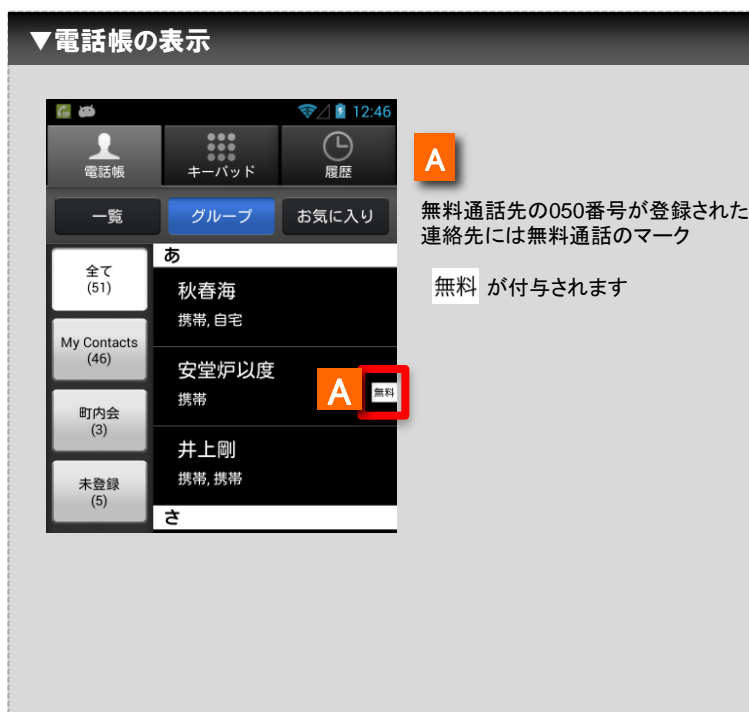 ▼電話帳の表示
12:46
電話帳
キーパッド
履歴
一覧
グループ
お気に入り
全て
(51)
My Contacts
(46)
町内会
(3)
未登録
(5)
あ
秋春海
携帯, 自宅
安堂炉以度
携帯
A
無料
井上剛
携帯, 携帯
さ
A
無料通話先の050番号が登録された
連絡先には無料通話のマーク
無料 が付与されます